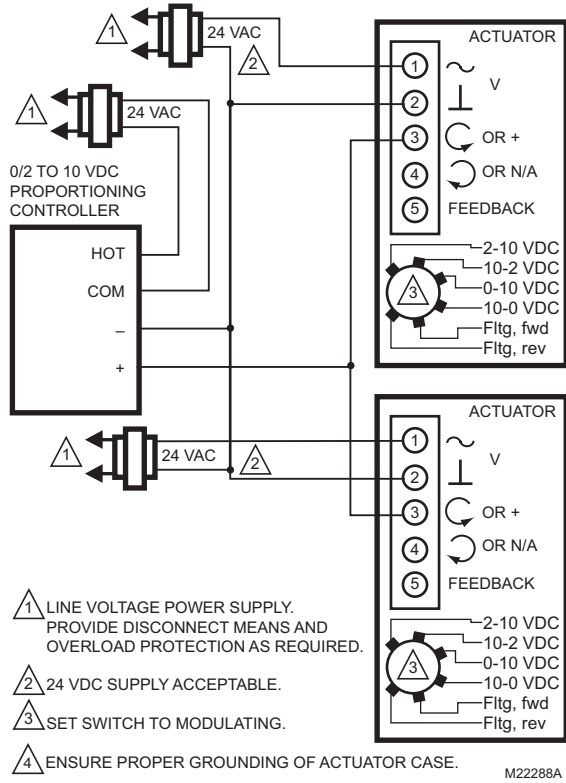 1
24 VAC
2
1
24 VAC
0/2 TO 10 VDC
PROPORTIONING
CONTROLLER
HOT
COM
–
+
ACTUATOR
1
V
2
3 OR +
4 OR N/A
5 FEEDBACK
3
2-10 VDC
10-2 VDC
0-10 VDC
10-0 VDC
Fltg, fwd
Fltg, rev
1
24 VAC
2
ACTUATOR
1
V
2
3 OR +
4 OR N/A
5 FEEDBACK
3
2-10 VDC
10-2 VDC
0-10 VDC
10-0 VDC
Fltg, fwd
Fltg, rev
1 LINE VOLTAGE POWER SUPPLY.
PROVIDE DISCONNECT MEANS AND
OVERLOAD PROTECTION AS REQUIRED.
2 24 VDC SUPPLY ACCEPTABLE.
3 SET SWITCH TO MODULATING.
4 ENSURE PROPER GROUNDING OF ACTUATOR CASE.
M22288A